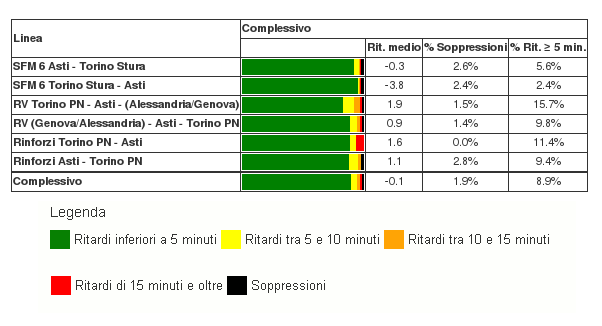 Linea Complessivo
Rit. medio % Soppressioni % Rit. ≥ 5 min.
SFM 6 Asti - Torino Stura -0.3 2.6% 5.6%
SFM 6 Torino Stura - Asti -3.8 2.4% 2.4%
RV Torino PN - Asti - (Alessandria/Genova) 1.9 1.5% 15.7%
RV (Genova/Alessandria) - Asti - Torino PN 0.9 1.4% 9.8%
Rinforzi Torino PN - Asti 1.6 0.0% 11.4%
Rinforzi Asti - Torino PN 1.1 2.8% 9.4%
Complessivo -0.1 1.9% 8.9%
Legenda
Ritardi inferiori a 5 minuti Ritardi tra 5 e 10 minuti Ritardi tra 10 e 15 minuti
Ritardi di 15 minuti e oltre Soppressioni